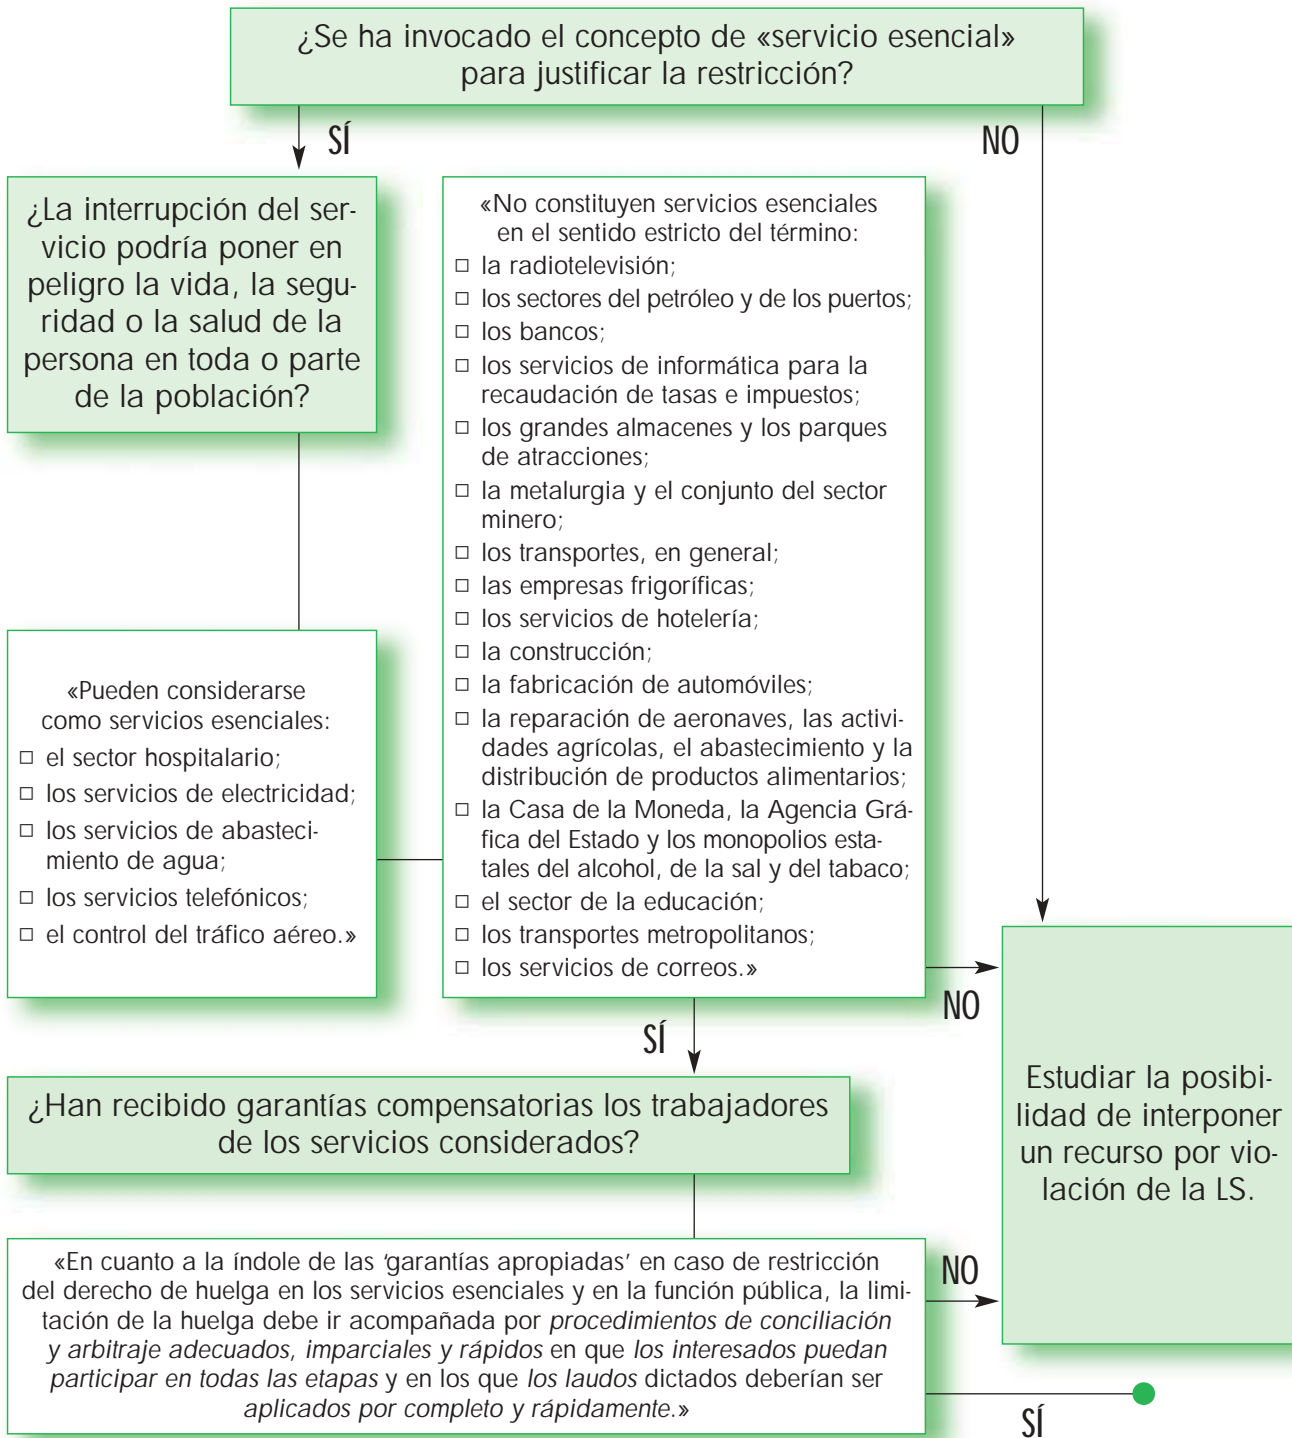 ¿Se ha invocado el concepto de «servicio esencial»
para justificar la restricción?
SÍ
NO
¿La interrupción del ser-
vicio podría poner en
peligro la vida, la segu-
ridad o la salud de la
persona en toda o parte
de la población?
«Pueden considerarse
como servicios esenciales:
□ el sector hospitalario;
□ los servicios de electricidad;
□ los servicios de abasteci-
miento de agua;
□ los servicios telefónicos;
□ el control del tráfico aéreo.»
«No constituyen servicios esenciales
en el sentido estricto del término:
□ la radiotelevisión;
□ los sectores del petróleo y de los puertos;
□ los bancos;
□ los servicios de informática para la
recaudación de tasas e impuestos;
□ los grandes almacenes y los parques
de atracciones;
□ la metalurgia y el conjunto del sector
minero;
□ los transportes, en general;
□ las empresas frigoríficas;
□ los servicios de hotelería;
□ la construcción;
□ la fabricación de automóviles;
□ la reparación de aeronaves, las activi-
dades agrícolas, el abastecimiento y la
distribución de productos alimentarios;
□ la Casa de la Moneda, la Agencia Grá-
fica del Estado y los monopolios esta-
tales del alcohol, de la sal y del tabaco;
□ el sector de la educación;
□ los transportes metropolitanos;
□ los servicios de correos.»
NO
SÍ
¿Han recibido garantías compensatorias los trabajadores
de los servicios considerados?
Estudiar la posibi-
lidad de interponer
un recurso por vio-
lación de la LS.
«En cuanto a la índole de las ‘garantías apropiadas’ en caso de restricción
del derecho de huelga en los servicios esenciales y en la función pública, la limi-
tación de la huelga debe ir acompañada por procedimientos de conciliación
y arbitraje adecuados, imparciales y rápidos en que los interesados puedan
participar en todas las etapas y en los que los laudos dictados deberían ser
aplicados por completo y rápidamente.»
NO
SÍ